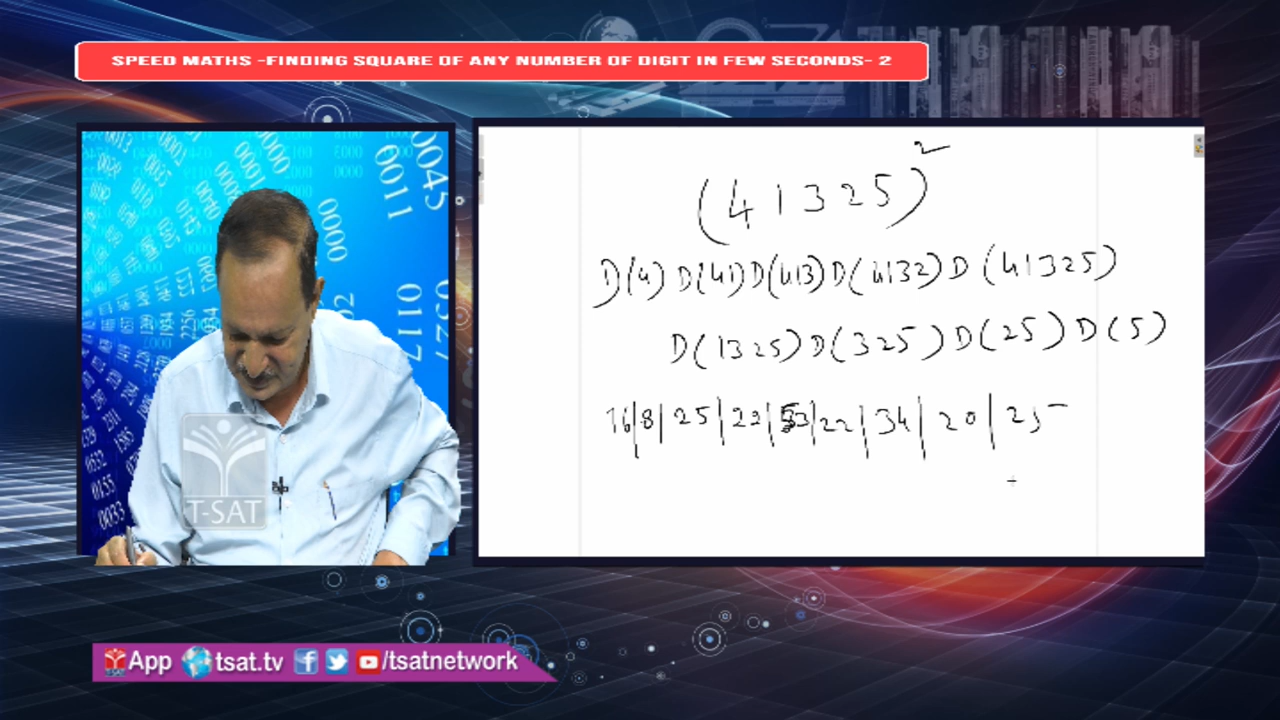 SPEED MATHS -FINDING SQUARE OF ANY NUMBER OF DIGIT IN FEW SECONDS- 2
(41325)²
D(4) D(41) D(413) D(4132) D(41325)
D(1325) D(325) D(25) D(5)
16|8|25|22|53|22|34|20|25
T-SAT
App tsat.tv /tsatnetwork